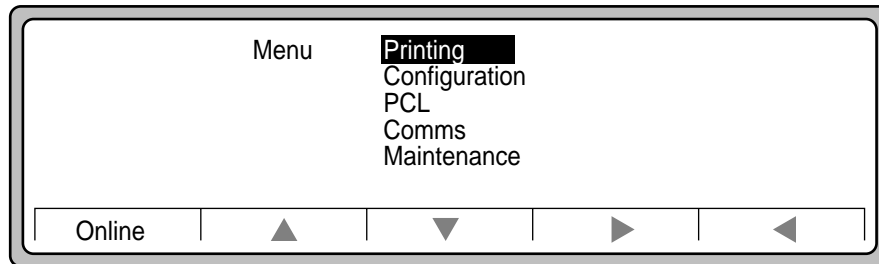 Menu Printing
Configuration
PCL
Comms
Maintenance
Online